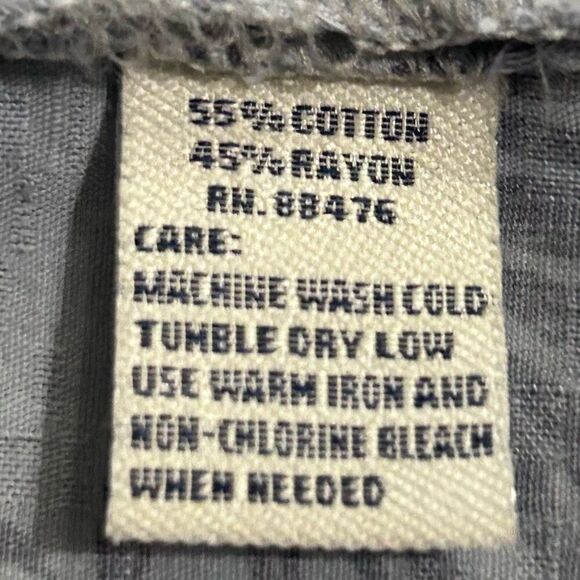 55% COTTON
45% RAYON
RN. 88476
CARE:
MACHINE WASH COLD
TUMBLE DRY LOW
USE WARM IRON AND
NON-CHLORINE BLEACH
WHEN NEEDED